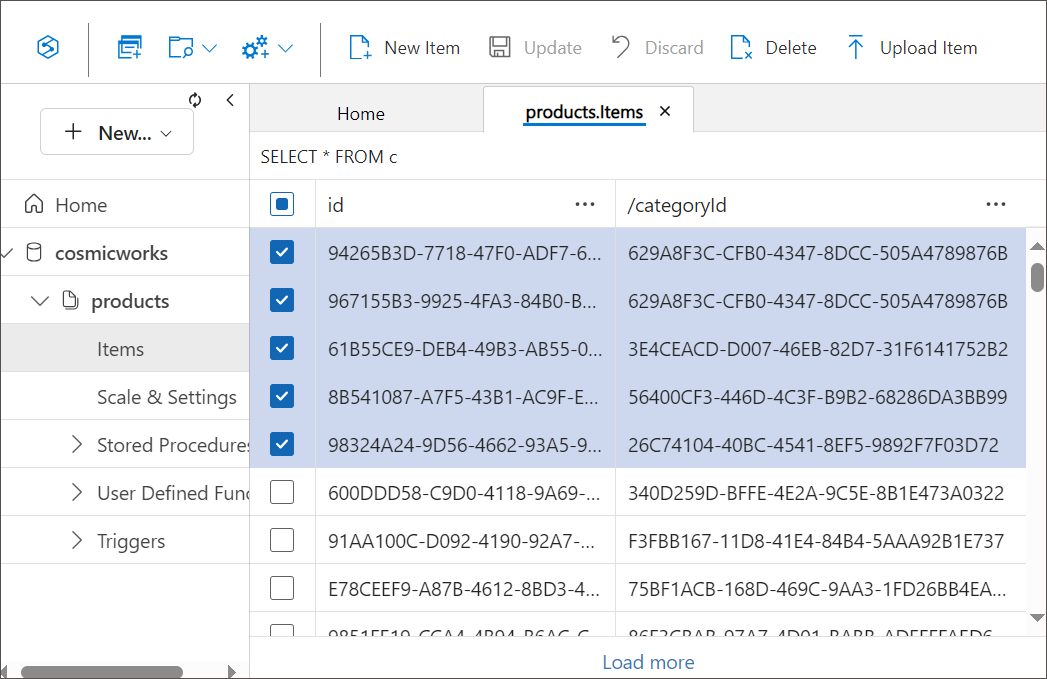 New Item Update Discard Delete Upload Item
New...
Home products.Items
SELECT * FROM c
Home
cosmicworks
products
Items
Scale & Settings
Stored Procedures
User Defined Func
Triggers
id ··· /categoryId ···
94265B3D-7718-47F0-ADF7-6... 629A8F3C-CFB0-4347-8DCC-505A4789876B
967155B3-9925-4FA3-84B0-B... 629A8F3C-CFB0-4347-8DCC-505A4789876B
61B55CE9-DEB4-49B3-AB55-0... 3E4CEACD-D007-46EB-82D7-31F6141752B2
8B541087-A7F5-43B1-AC9F-E... 56400CF3-446D-4C3F-B9B2-68286DA3BB99
98324A24-9D56-4662-93A5-9... 26C74104-40BC-4541-8EF5-9892F7F03D72
600DDD58-C9D0-4118-9A69-... 340D259D-BFFE-4E2A-9C5E-8B1E473A0322
91AA100C-D092-4190-92A7-... F3FBB167-11D8-41E4-84B4-5AAA92B1E737
E78CEEF9-A87B-4612-8BD3-4... 75BF1ACB-168D-469C-9AA3-1FD26BB4EA...
Load more